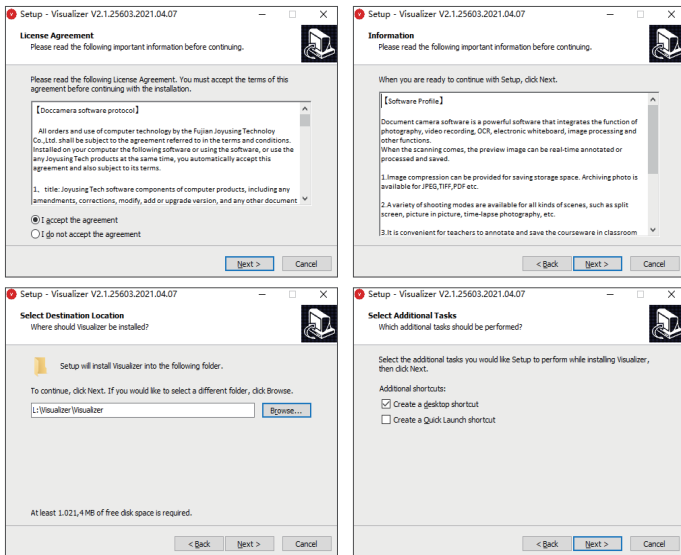 Setup - Visualizer V2.1.25603.2021.04.07
License Agreement
Please read the following important information before continuing.
Please read the following License Agreement. You must accept the terms of this
agreement before continuing with the installation.
【Doccamera software protocol】
All orders and use of computer technology by the Fujian Joyusing Technoloy
Co.,Ltd. shall be subject to the agreement referred to in the terms and conditions.
Installed on your computer the following software or using the software, or use the
any Joyusing Tech products at the same time, you automatically accept this
agreement and also subject to its terms.
1、title: Joyusing Tech software components of computer products, including any
amendments, corrections, modify, add or upgrade version, and any other document
I accept the agreement
I do not accept the agreement
Next >
Cancel
Setup - Visualizer V2.1.25603.2021.04.07
Information
Please read the following important information before continuing.
When you are ready to continue with Setup, click Next.
【Software Profile】
Document camera software is a powerful software that integrates the function of
photography, video recording, OCR, electronic whiteboard, image processing and
other functions.
When the scanning comes, the preview image can be real-time annotated or
processed and saved.
1.Image compression can be provided for saving storage space. Archiving photo is
available for JPEG,TIFF,PDF etc.
2.A variety of shooting modes are available for all kinds of scenes, such as split
screen, picture in picture, time-lapse photography, etc.
3.It is convenient for teachers to annotate and save the courseware in classroom
< Back
Next >
Cancel
Setup - Visualizer V2.1.25603.2021.04.07
Select Destination Location
Where should Visualizer be installed?
Setup will install Visualizer into the following folder.
To continue, click Next. If you would like to select a different folder, click Browse.
L:\Visualizer\Visualizer
Browse...
At least 1.021,4 MB of free disk space is required.
< Back
Next >
Cancel
Setup - Visualizer V2.1.25603.2021.04.07
Select Additional Tasks
Which additional tasks should be performed?
Select the additional tasks you would like Setup to perform while installing Visualizer,
then click Next.
Additional shortcuts:
Create a desktop shortcut
Create a Quick Launch shortcut
< Back
Next >
Cancel